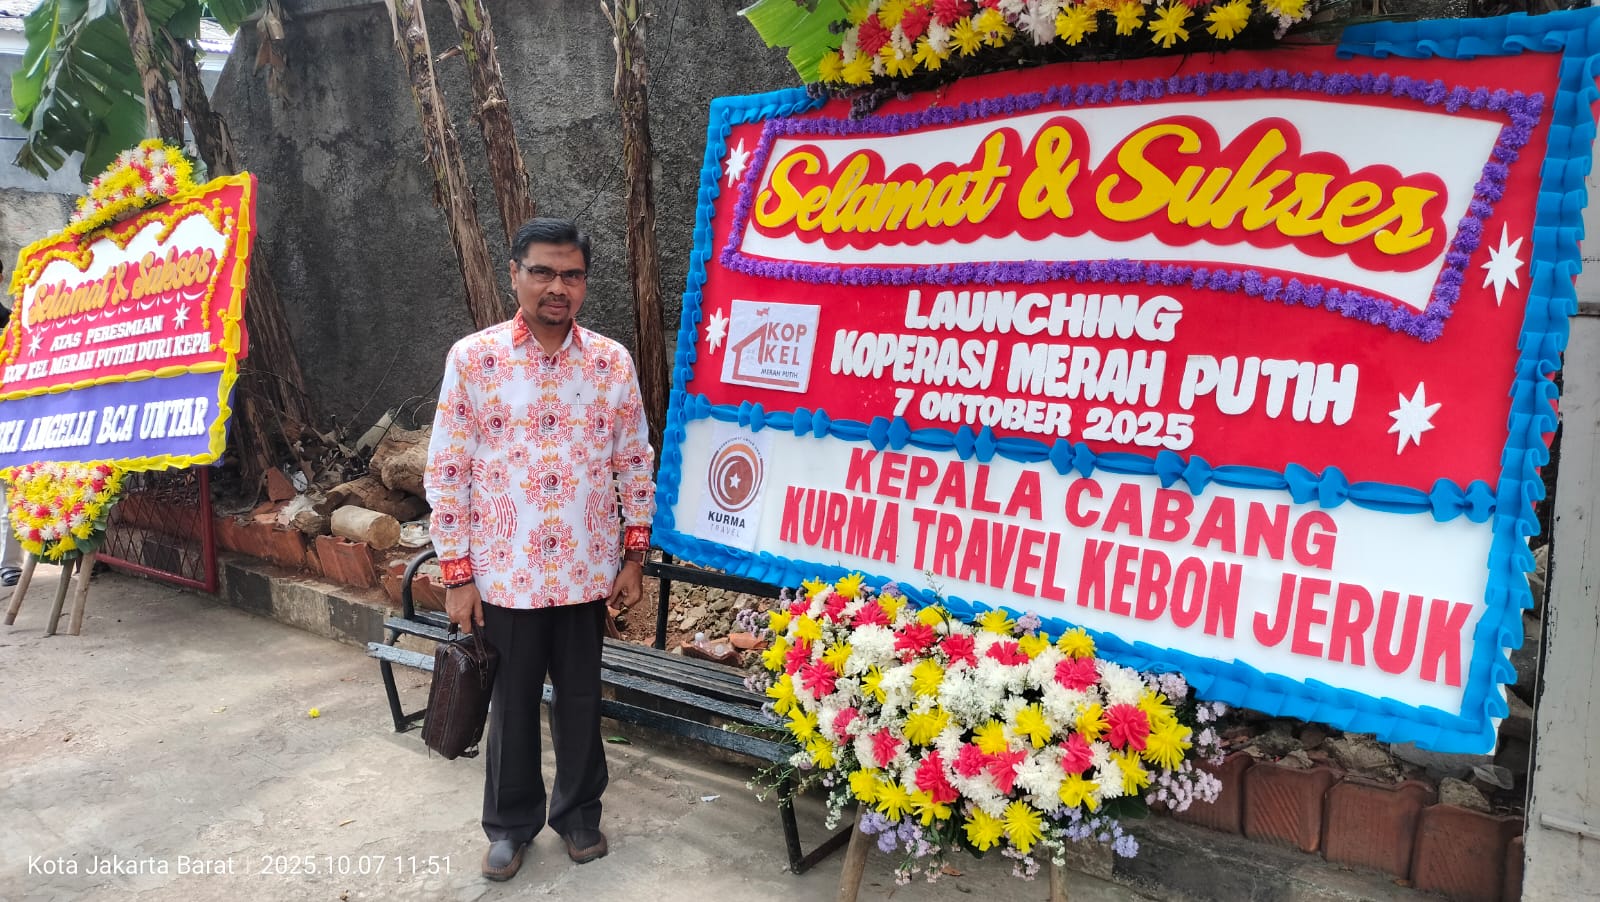 Selamat & Sukses
ATAS PERESMIAN
KOP KEL MERAH PUTIH DURI KEPA
ANGELIA BCA UNTAR
Selamat & Sukses
LAUNCHING
KOPERASI MERAH PUTIH
7 OKTOBER 2025
KOP
KEL
MERAH PUTIH
KURMA
TRAVEL
KEPALA CABANG
KURMA TRAVEL KEBON JERUK
Kota Jakarta Barat | 2025.10.07 11:51